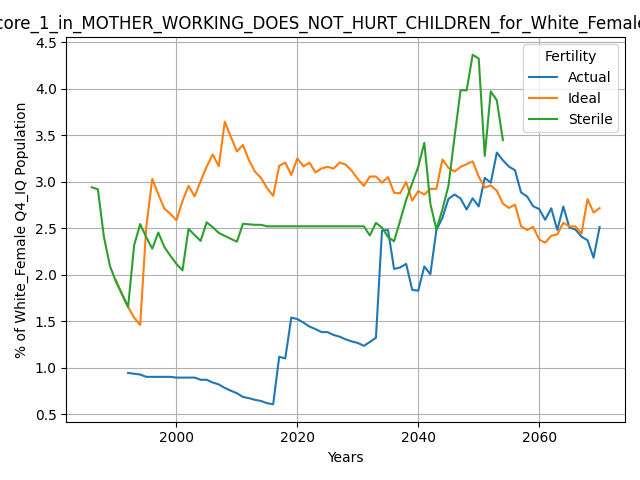 core_1_in_MOTHER_WORKING_DOES_NOT_HURT_CHILDREN_for_White_Female
4.5
4.0
3.5
3.0
2.5
2.0
1.5
1.0
0.5
% of White_Female Q4_IQ Population
Fertility
Actual
Ideal
Sterile
2000
2020
2040
2060
Years